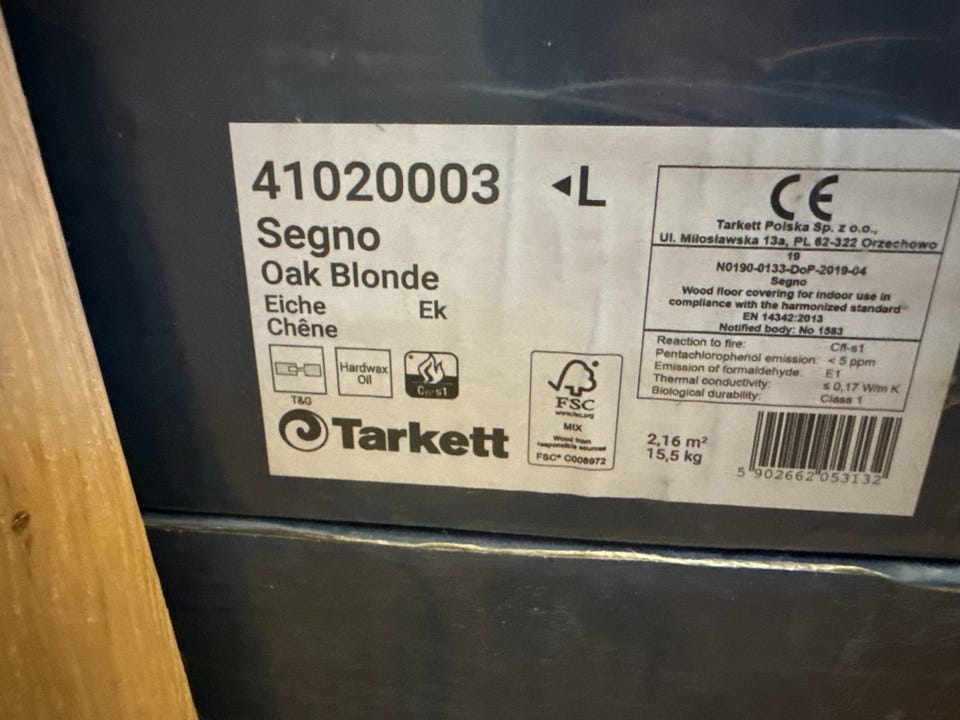 41020003 ◄L
Segno
Oak Blonde
Eiche Ek
Chêne
T&G
Hardwax
Oil
Cfl-s1
Tarkett
FSC
www.fsc.org
MIX
Wood from
responsible sources
FSC® C008972
2,16 m²
15,5 kg
CE
Tarkett Polska Sp. z o.o.,
Ul. Miłosławska 13a, PL 62-322 Orzechowo
19
N0190-0133-DoP-2019-04
Segno
Wood floor covering for indoor use in
compliance with the harmonized standard
EN 14342:2013
Notified body: No 1583
Reaction to fire: Cfl-s1
Pentachlorophenol emission: < 5 ppm
Emission of formaldehyde: E1
Thermal conductivity: ≤ 0,17 W/m K
Biological durability: Class 1
5 902662 053132